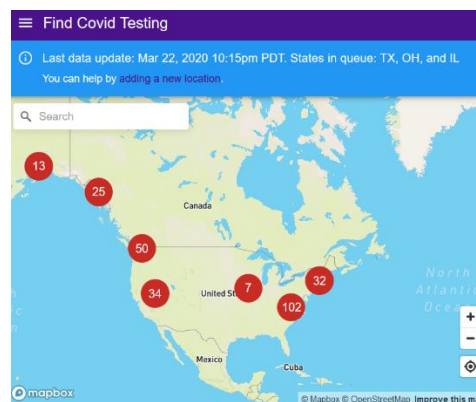 Find Covid Testing
Last data update: Mar 22, 2020 10:15pm PDT. States in queue: TX, OH, and IL
You can help by adding a new location.
Search
13
25
Canada
50
34
United St
7
32
102
North
Atlantic
Ocea
Mexico
Cuba
+
−
mapbox
© Mapbox © OpenStreetMap Improve this m